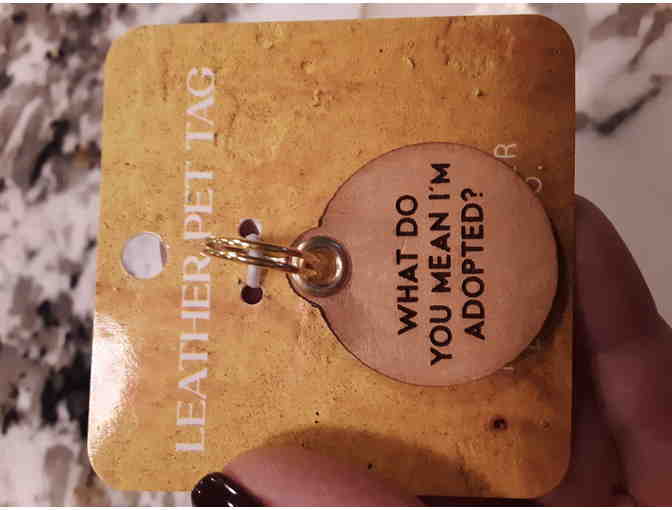 LEATHER PET TAG
WHAT DO
YOU MEAN I'M
ADOPTED?